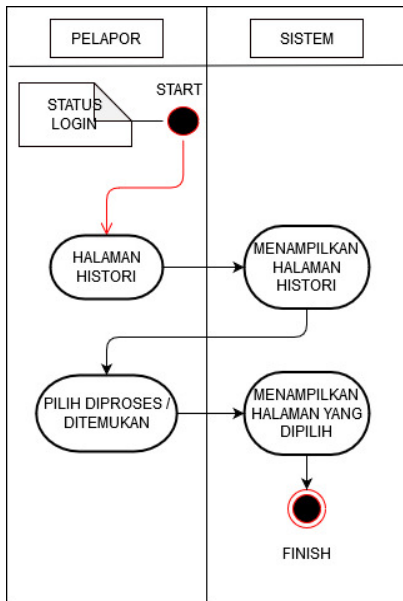 PELAPOR
SISTEM
STATUS
LOGIN
START
HALAMAN
HISTORI
MENAMPILKAN
HALAMAN
HISTORI
PILIH DIPROSES /
DITEMUKAN
MENAMPILKAN
HALAMAN YANG
DIPILIH
FINISH